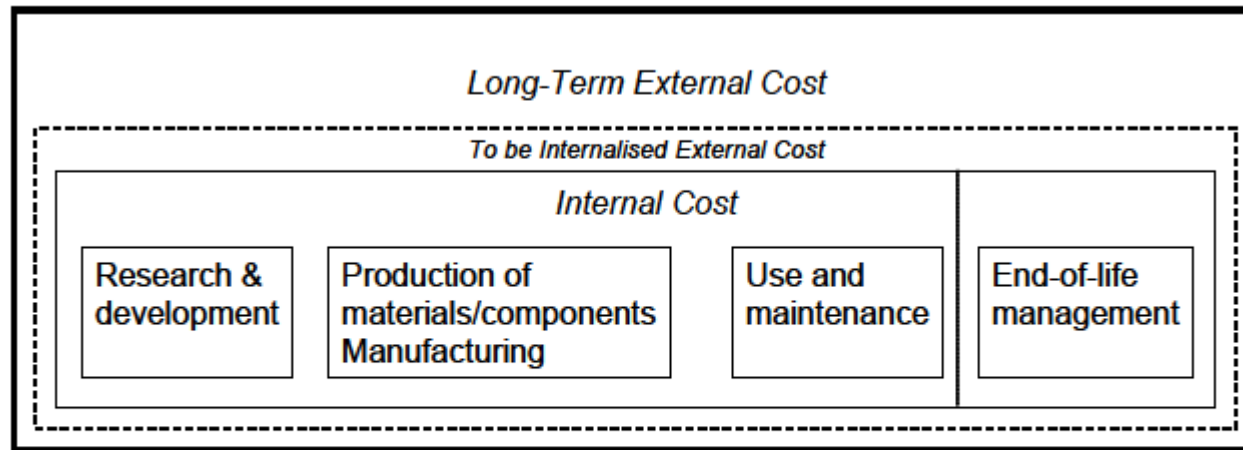 Long-Term External Cost
To be Internalised External Cost
Internal Cost
Research &
development
Production of
materials/components
Manufacturing
Use and
maintenance
End-of-life
management